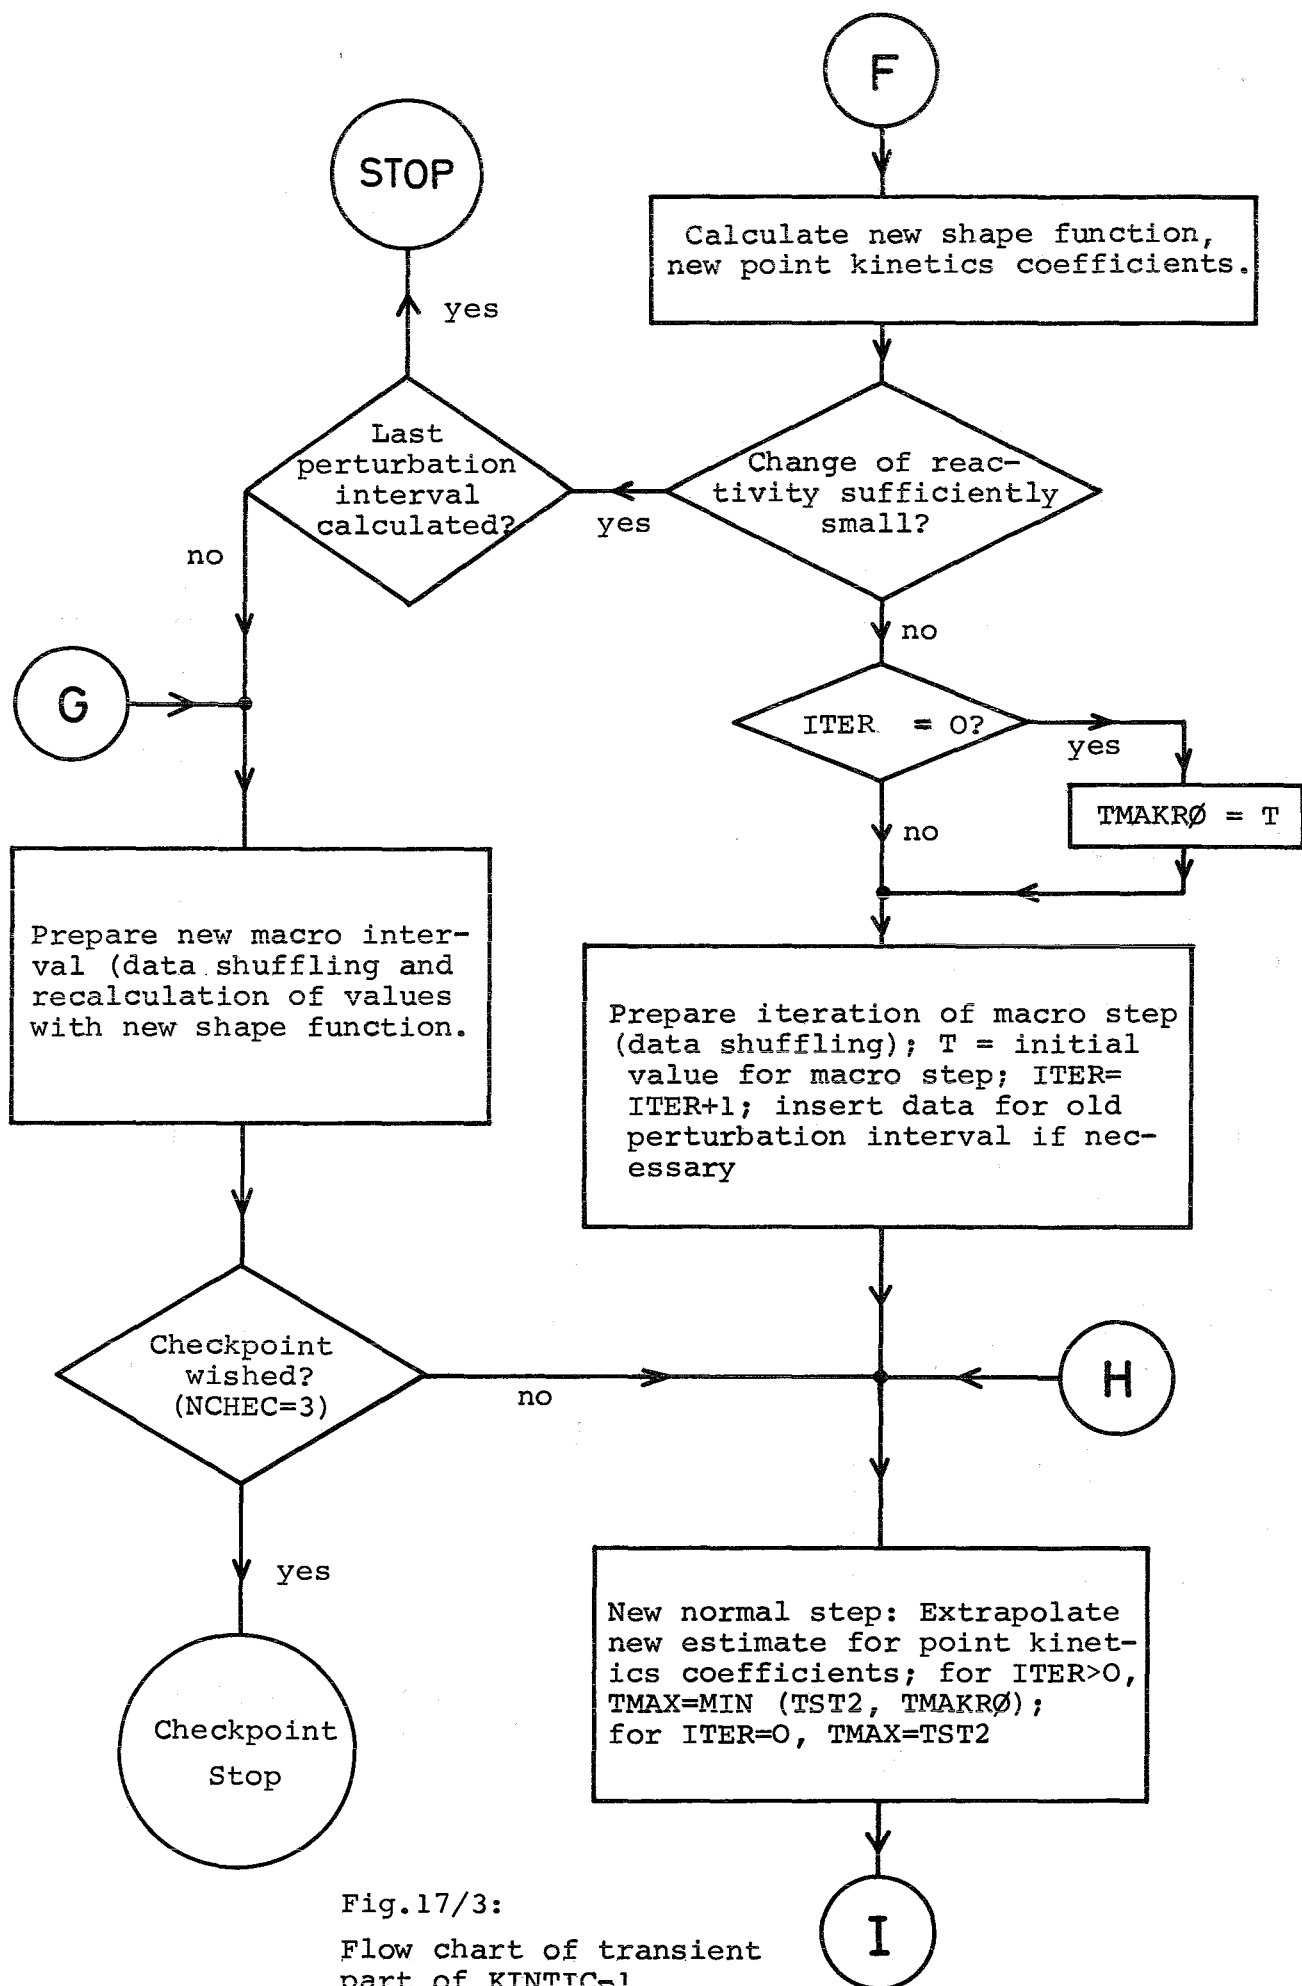 F
STOP
Calculate new shape function,
new point kinetics coefficients.
yes
Last
perturbation
interval
calculated?
Change of reac-
tivity sufficiently
small?
yes
no
no
G
ITER = O?
yes
TMAKRØ = T
no
Prepare new macro inter-
val (data shuffling and
recalculation of values
with new shape function.
Prepare iteration of macro step
(data shuffling); T = initial
value for macro step; ITER=
ITER+1; insert data for old
perturbation interval if nec-
essary
Checkpoint
wished?
(NCHEC=3)
no
H
yes
New normal step: Extrapolate
new estimate for point kinet-
ics coefficients; for ITER>O,
TMAX=MIN (TST2, TMAKRØ);
for ITER=O, TMAX=TST2
Checkpoint
Stop
I
Fig.17/3:
Flow chart of transient
part of KINTIC-1